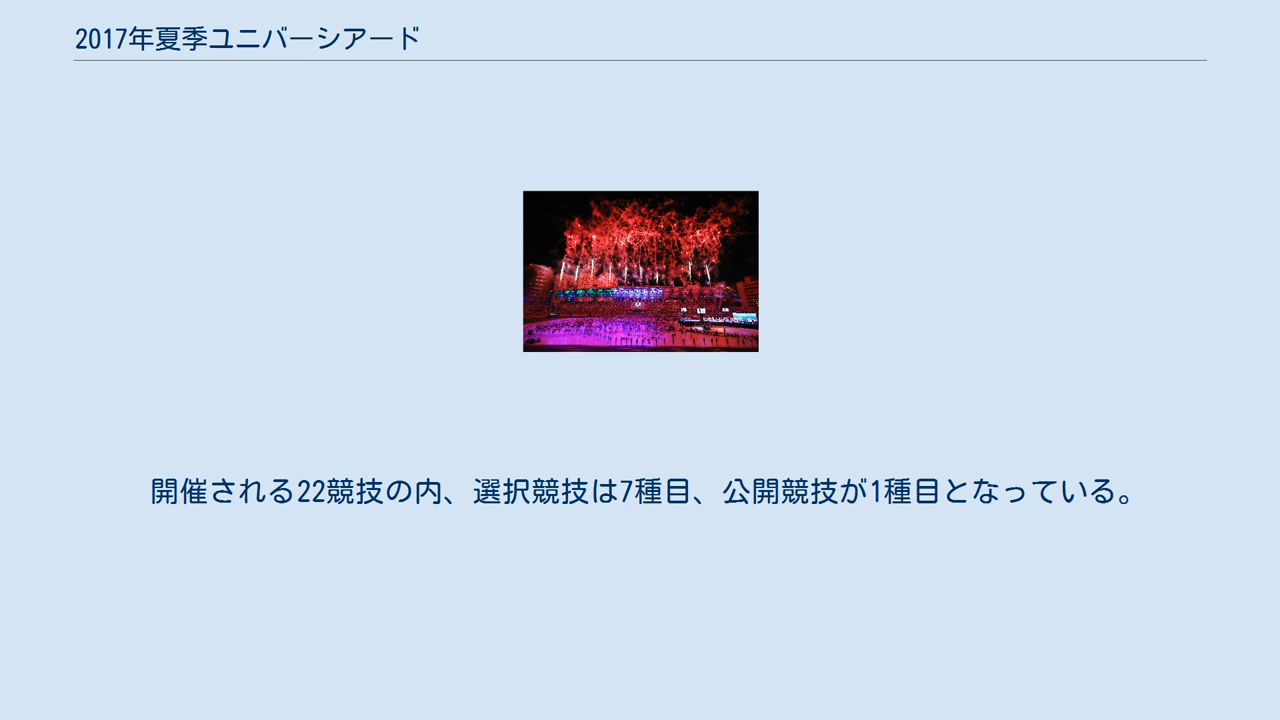 2017年夏季ユニバーシアード
開催される22競技の内、選択競技は7種目、公開競技が1種目となっている。